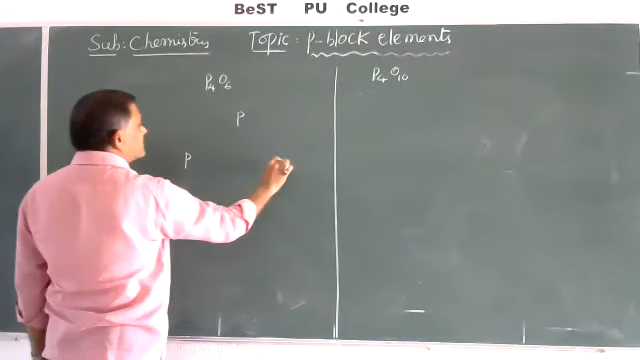 BeST PU College
Sub: Chemistry Topic: p-block elements
P4O6
P4O10
P
P